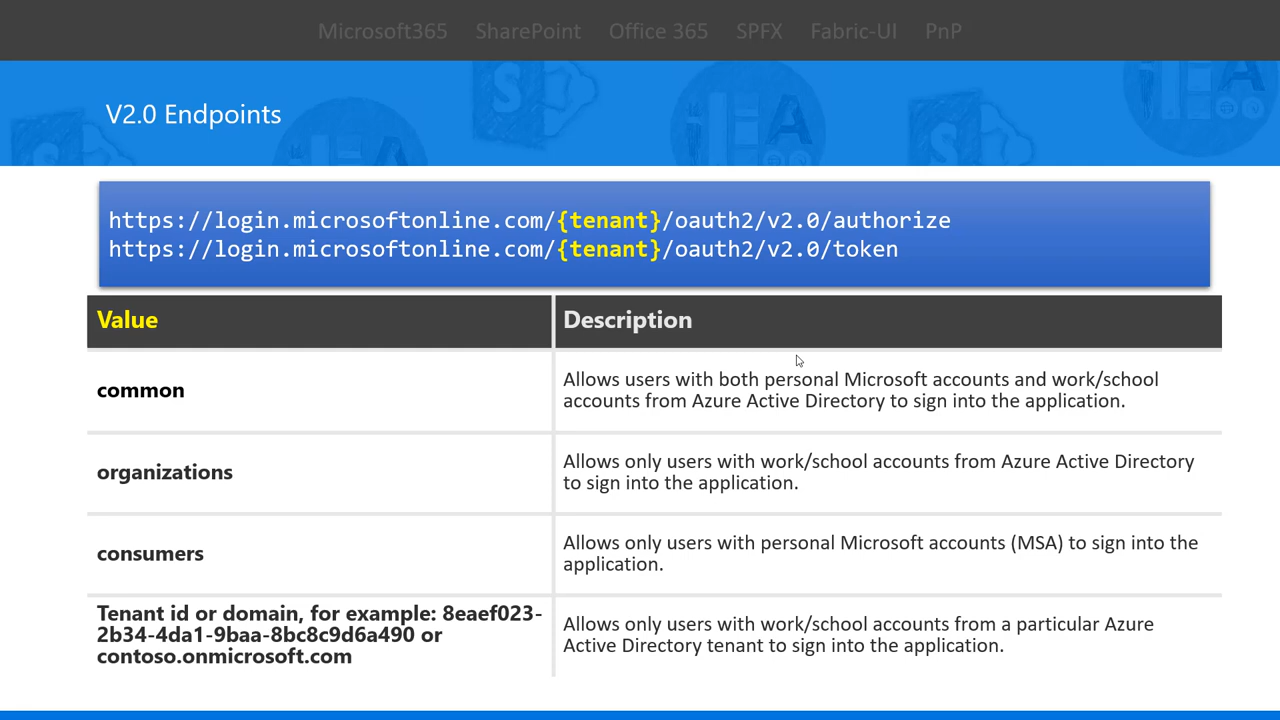 Microsoft365 SharePoint Office 365 SPFX Fabric-UI PnP
V2.0 Endpoints
https://login.microsoftonline.com/{tenant}/oauth2/v2.0/authorize
https://login.microsoftonline.com/{tenant}/oauth2/v2.0/token
Value Description
common
Allows users with both personal Microsoft accounts and work/school
accounts from Azure Active Directory to sign into the application.
organizations
Allows only users with work/school accounts from Azure Active Directory
to sign into the application.
consumers
Allows only users with personal Microsoft accounts (MSA) to sign into the
application.
Tenant id or domain, for example: 8eaef023-
2b34-4da1-9baa-8bc8c9d6a490 or
contoso.onmicrosoft.com
Allows only users with work/school accounts from a particular Azure
Active Directory tenant to sign into the application.